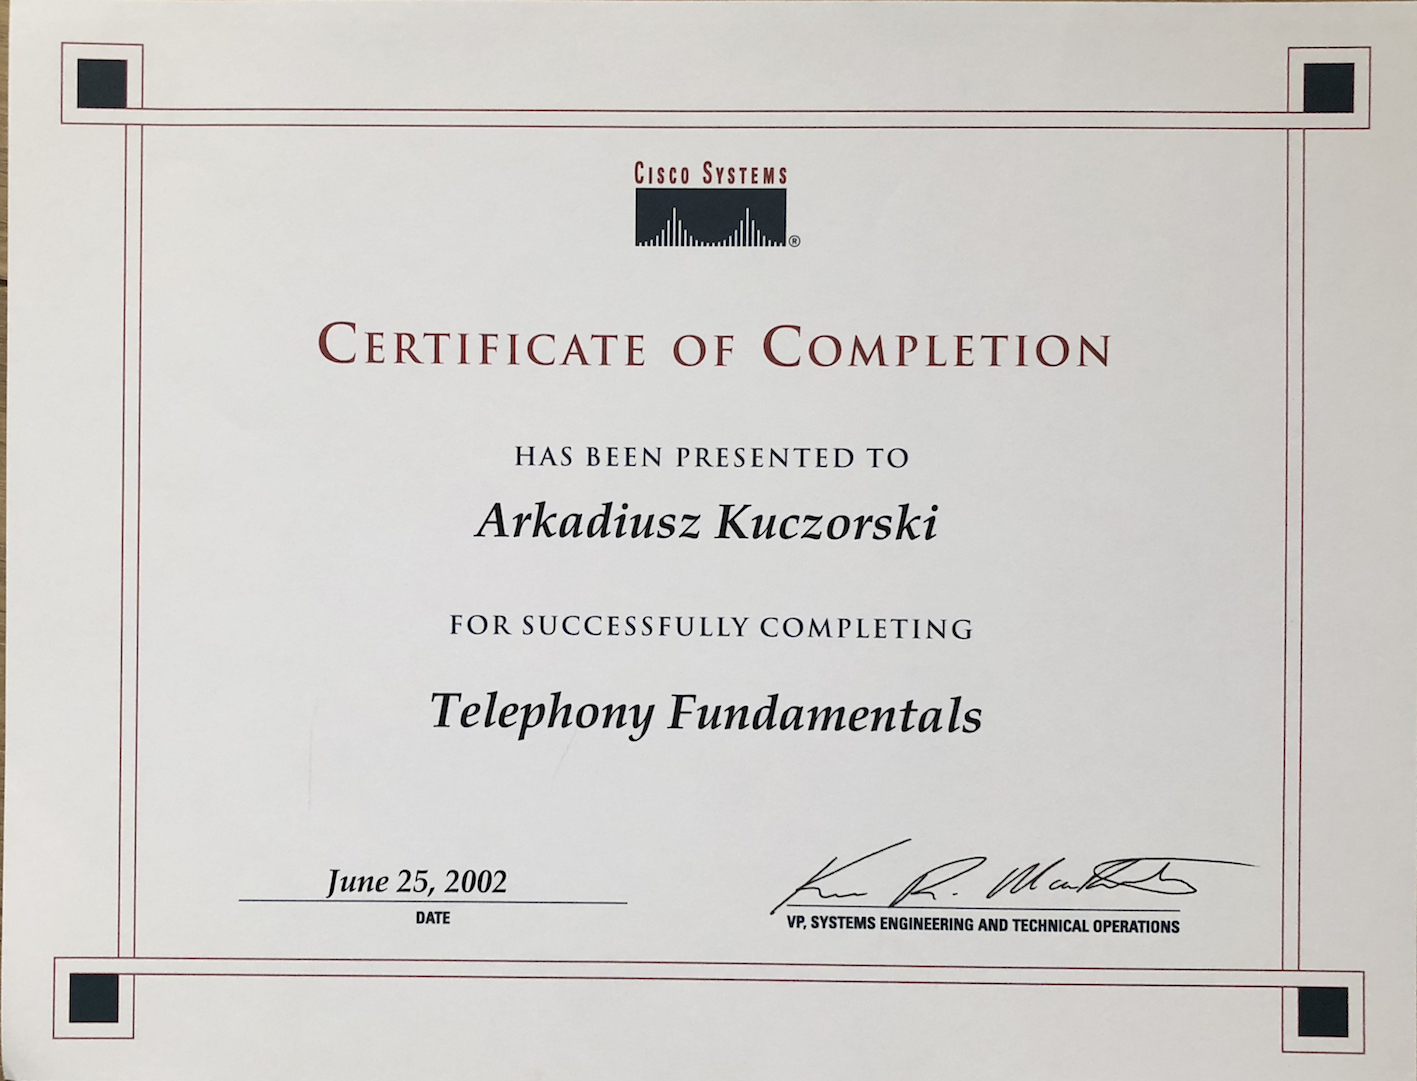 CISCO SYSTEMS
®
CERTIFICATE OF COMPLETION
HAS BEEN PRESENTED TO
Arkadiusz Kuczorski
FOR SUCCESSFULLY COMPLETING
Telephony Fundamentals
June 25, 2002
DATE
VP, SYSTEMS ENGINEERING AND TECHNICAL OPERATIONS